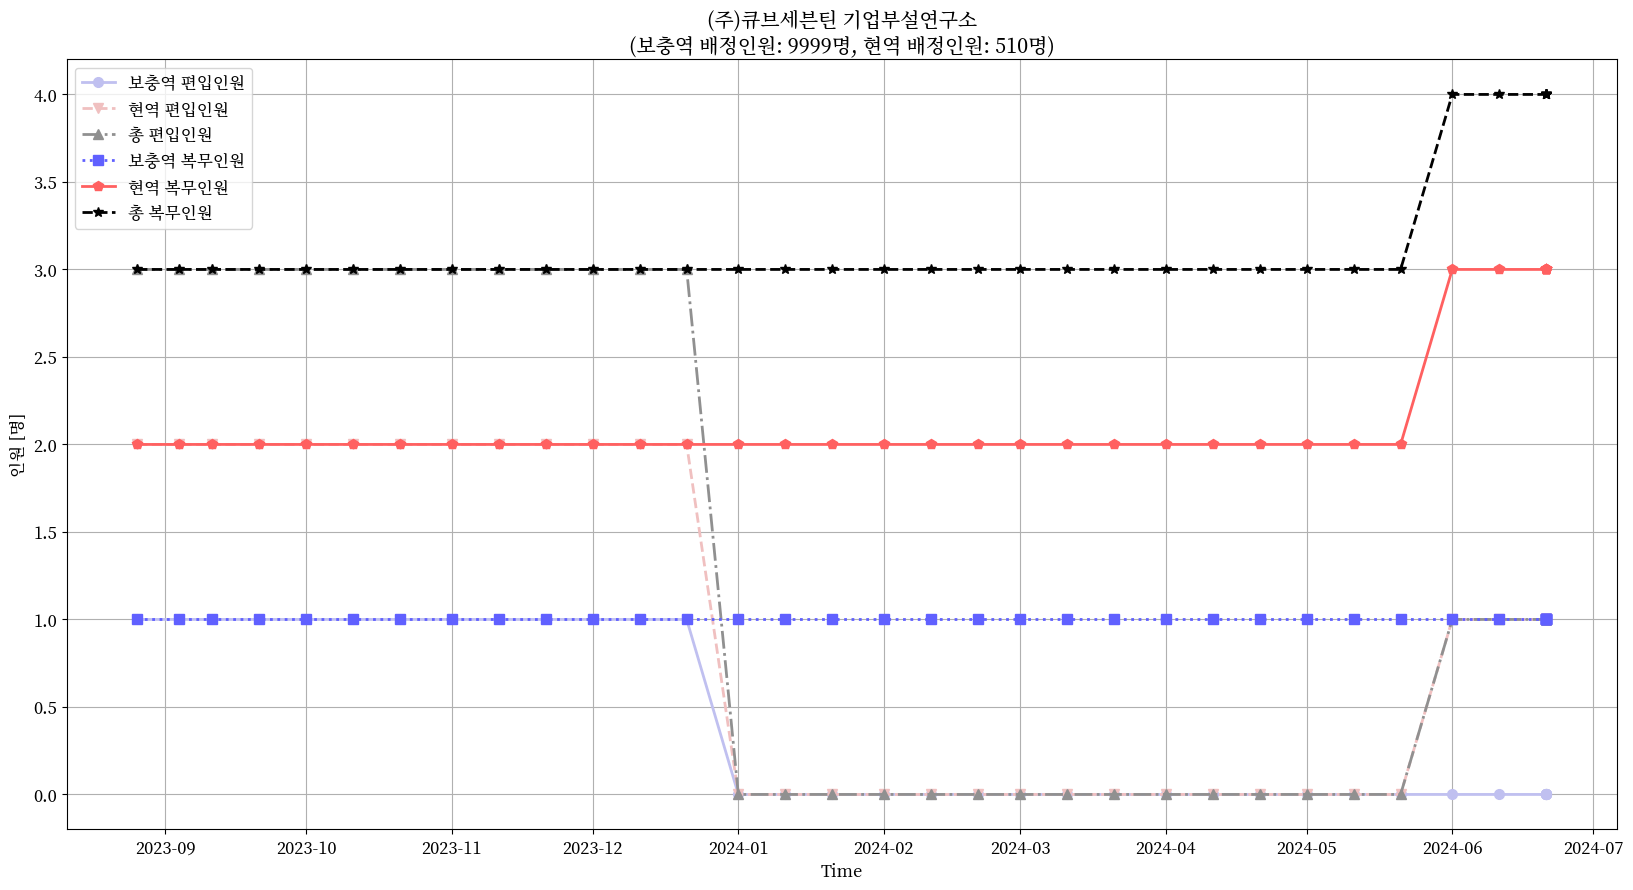 (주)큐브세븐틴 기업부설연구소
(보충역 배정인원: 9999명, 현역 배정인원: 510명)
보충역 편입인원
현역 편입인원
총 편입인원
보충역 복무인원
현역 복무인원
총 복무인원
인원 [명]
4.0
3.5
3.0
2.5
2.0
1.5
1.0
0.5
0.0
2023-09 2023-10 2023-11 2023-12 2024-01 2024-02 2024-03 2024-04 2024-05 2024-06 2024-07
Time